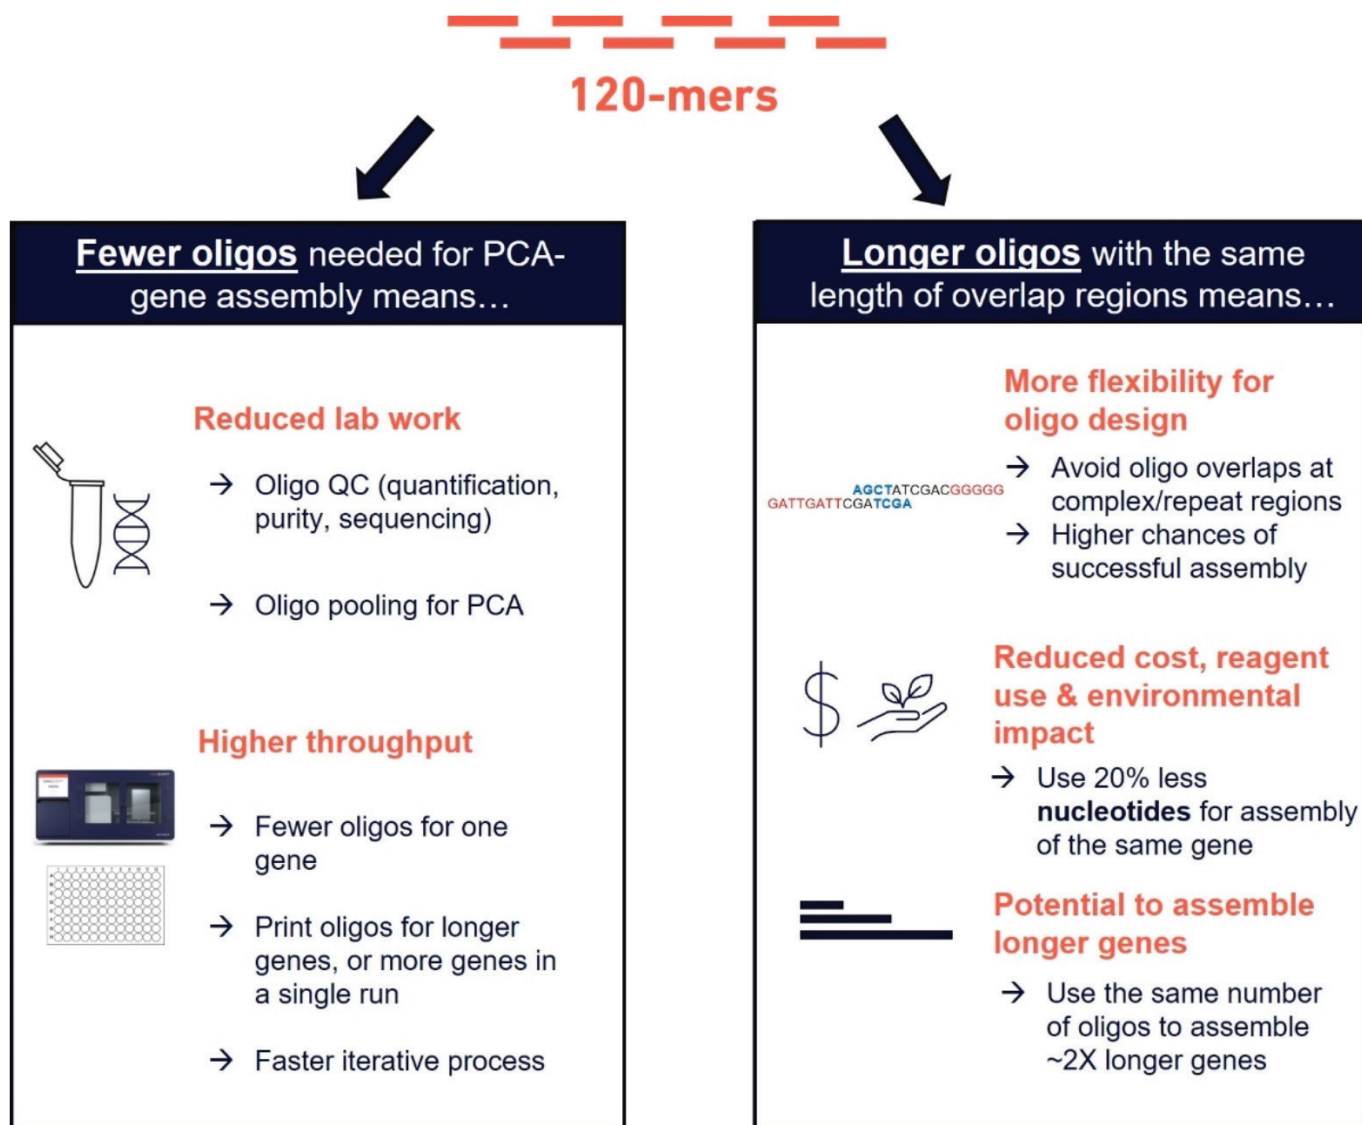 120-mers
Fewer oligos needed for PCA-
gene assembly means...
Reduced lab work
→ Oligo QC (quantification,
purity, sequencing)
→ Oligo pooling for PCA
Higher throughput
→ Fewer oligos for one
gene
→ Print oligos for longer
genes, or more genes in
a single run
→ Faster iterative process
Longer oligos with the same
length of overlap regions means...
More flexibility for
oligo design
AGCTATCGACGGGGG
GATTGATTCGATCGA
→ Avoid oligo overlaps at
complex/repeat regions
→ Higher chances of
successful assembly
$
Reduced cost, reagent
use & environmental
impact
→ Use 20% less
nucleotides for assembly
of the same gene
Potential to assemble
longer genes
→ Use the same number
of oligos to assemble
~2X longer genes